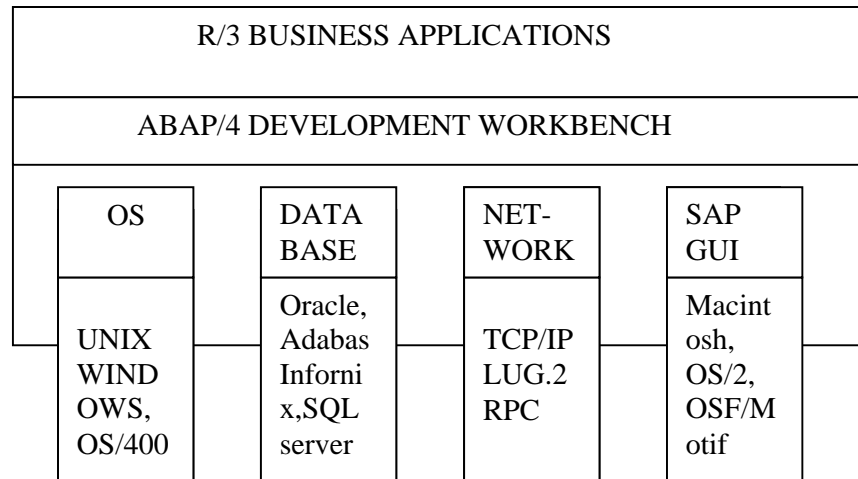 R/3 BUSINESS APPLICATIONS
ABAP/4 DEVELOPMENT WORKBENCH
OS
DATA
BASE
NET-
WORK
SAP
GUI
UNIX
WIND
OWS,
OS/400
Oracle,
Adabas
Inforni
x,SQL
server
TCP/IP
LUG.2
RPC
Macint
osh,
OS/2,
OSF/M
otif